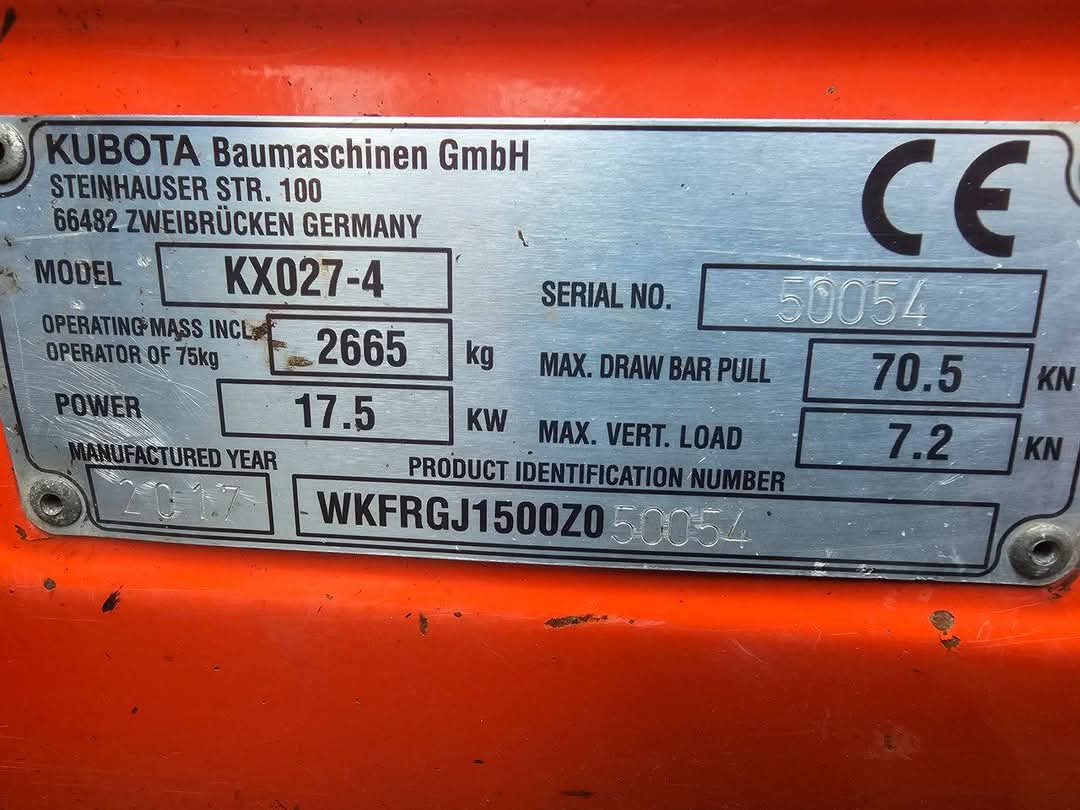 KUBOTA Baumaschinen GmbH
STEINHAUSER STR. 100
66482 ZWEIBRÜCKEN GERMANY
CE
MODEL KX027-4
SERIAL NO. 50054
OPERATING MASS INCL.
OPERATOR OF 75kg 2665 kg
MAX. DRAW BAR PULL 70.5 KN
POWER 17.5 KW
MAX. VERT. LOAD 7.2 KN
MANUFACTURED YEAR
2017
PRODUCT IDENTIFICATION NUMBER
WKFRGJ1500Z050054